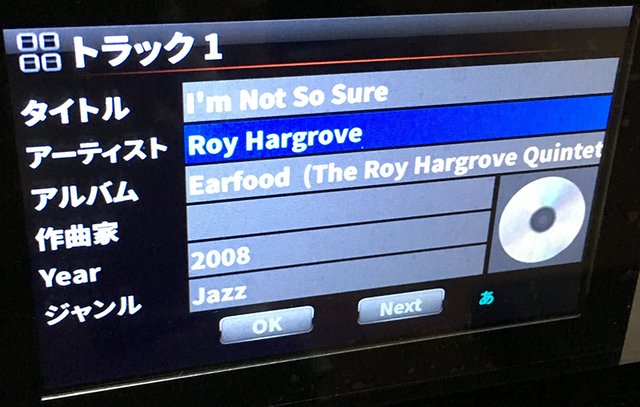 トラック 1
タイトル I'm Not So Sure
アーティスト Roy Hargrove
アルバム Earfood (The Roy Hargrove Quintet
作曲家
Year 2008
ジャンル Jazz
OK Next あ